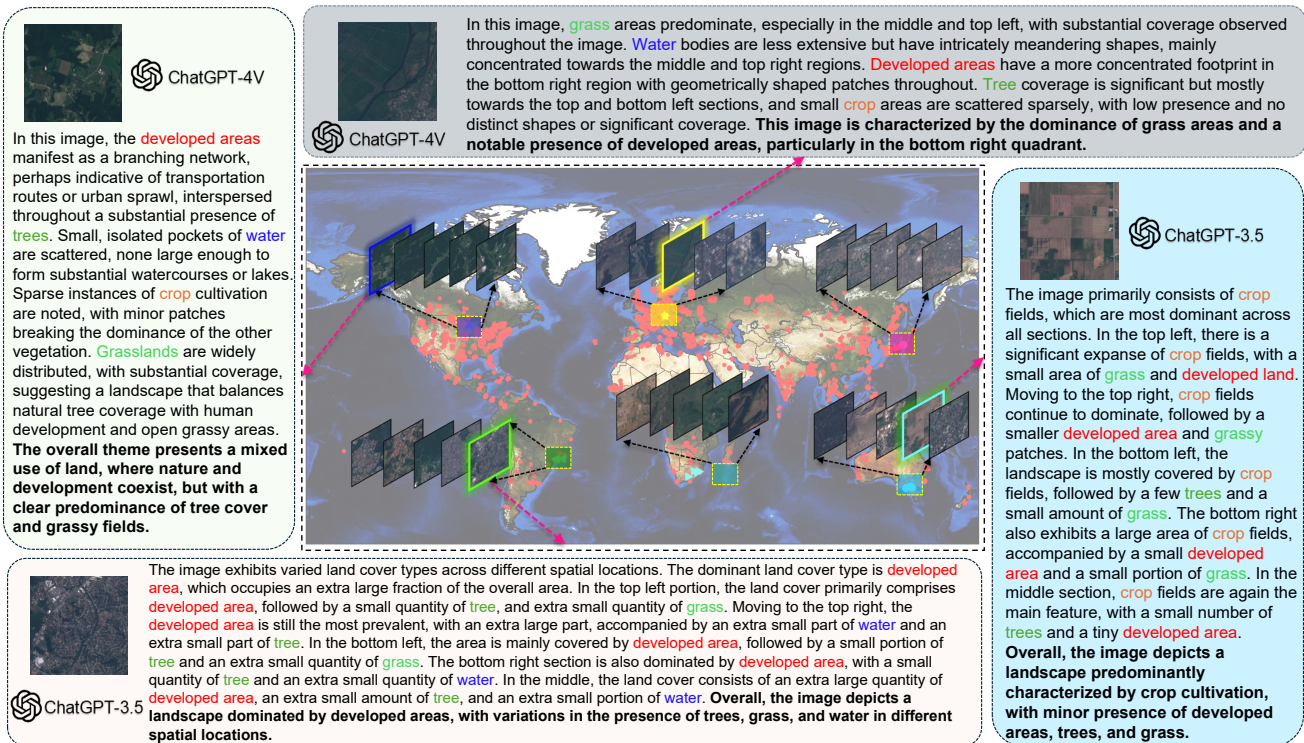 ChatGPT-4V
In this image, the developed areas
manifest as a branching network,
perhaps indicative of transportation
routes or urban sprawl, interspersed
throughout a substantial presence of
trees. Small, isolated pockets of water
are scattered, none large enough to
form substantial watercourses or lakes.
Sparse instances of crop cultivation
are noted, with minor patches
breaking the dominance of the other
vegetation. Grasslands are widely
distributed, with substantial coverage,
suggesting a landscape that balances
natural tree coverage with human
development and open grassy areas.
The overall theme presents a mixed
use of land, where nature and
development coexist, but with a
clear predominance of tree cover
and grassy fields.
ChatGPT-4V
In this image, grass areas predominate, especially in the middle and top left, with substantial coverage observed
throughout the image. Water bodies are less extensive but have intricately meandering shapes, mainly
concentrated towards the middle and top right regions. Developed areas have a more concentrated footprint in
the bottom right region with geometrically shaped patches throughout. Tree coverage is significant but mostly
towards the top and bottom left sections, and small crop areas are scattered sparsely, with low presence and no
distinct shapes or significant coverage. This image is characterized by the dominance of grass areas and a
notable presence of developed areas, particularly in the bottom right quadrant.
ChatGPT-3.5
The image primarily consists of crop
fields, which are most dominant across
all sections. In the top left, there is a
significant expanse of crop fields, with a
small area of grass and developed land.
Moving to the top right, crop fields
continue to dominate, followed by a
smaller developed area and grassy
patches. In the bottom left, the
landscape is mostly covered by crop
fields, followed by a few trees and a
small amount of grass. The bottom right
also exhibits a large area of crop fields,
accompanied by a small developed
area and a small portion of grass. In the
middle section, crop fields are again the
main feature, with a small number of
trees and a tiny developed area.
Overall, the image depicts a
landscape predominantly
characterized by crop cultivation,
with minor presence of developed
areas, trees, and grass.
ChatGPT-3.5
The image exhibits varied land cover types across different spatial locations. The dominant land cover type is developed
area, which occupies an extra large fraction of the overall area. In the top left portion, the land cover primarily comprises
developed area, followed by a small quantity of tree, and extra small quantity of grass. Moving to the top right, the
developed area is still the most prevalent, with an extra large part, accompanied by an extra small part of water and an
extra small part of tree. In the bottom left, the area is mainly covered by developed area, followed by a small portion of
tree and an extra small quantity of grass. The bottom right section is also dominated by developed area, with a small
quantity of tree and an extra small quantity of water. In the middle, the land cover consists of an extra large quantity of
developed area, an extra small amount of tree, and an extra small portion of water. Overall, the image depicts a
landscape dominated by developed areas, with variations in the presence of trees, grass, and water in different
spatial locations.